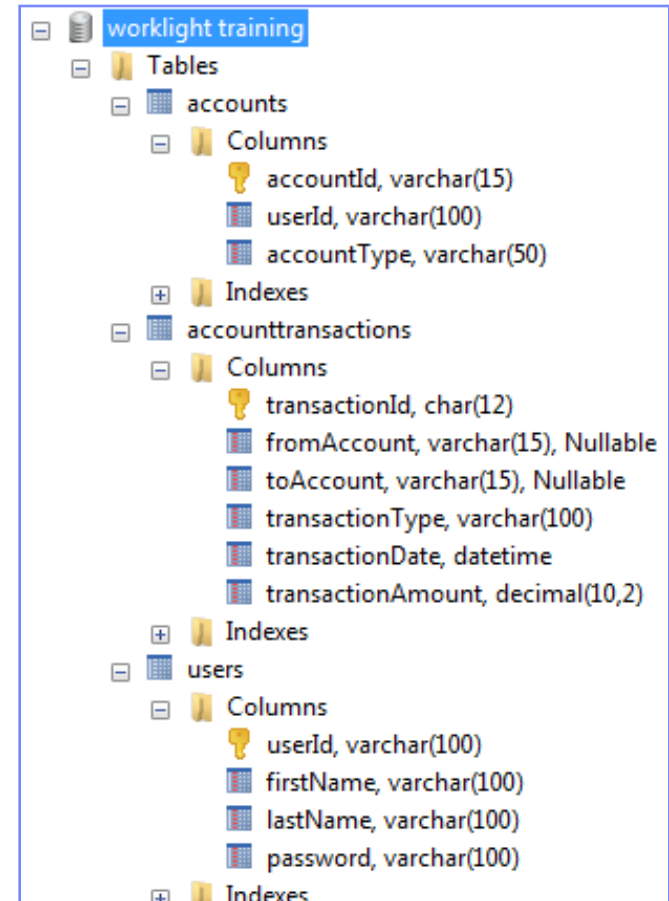 worklight training
Tables
accounts
Columns
accountId, varchar(15)
userId, varchar(100)
accountType, varchar(50)
Indexes
accounttransactions
Columns
transactionId, char(12)
fromAccount, varchar(15), Nullable
toAccount, varchar(15), Nullable
transactionType, varchar(100)
transactionDate, datetime
transactionAmount, decimal(10,2)
Indexes
users
Columns
userId, varchar(100)
firstName, varchar(100)
lastName, varchar(100)
password, varchar(100)
Indexes